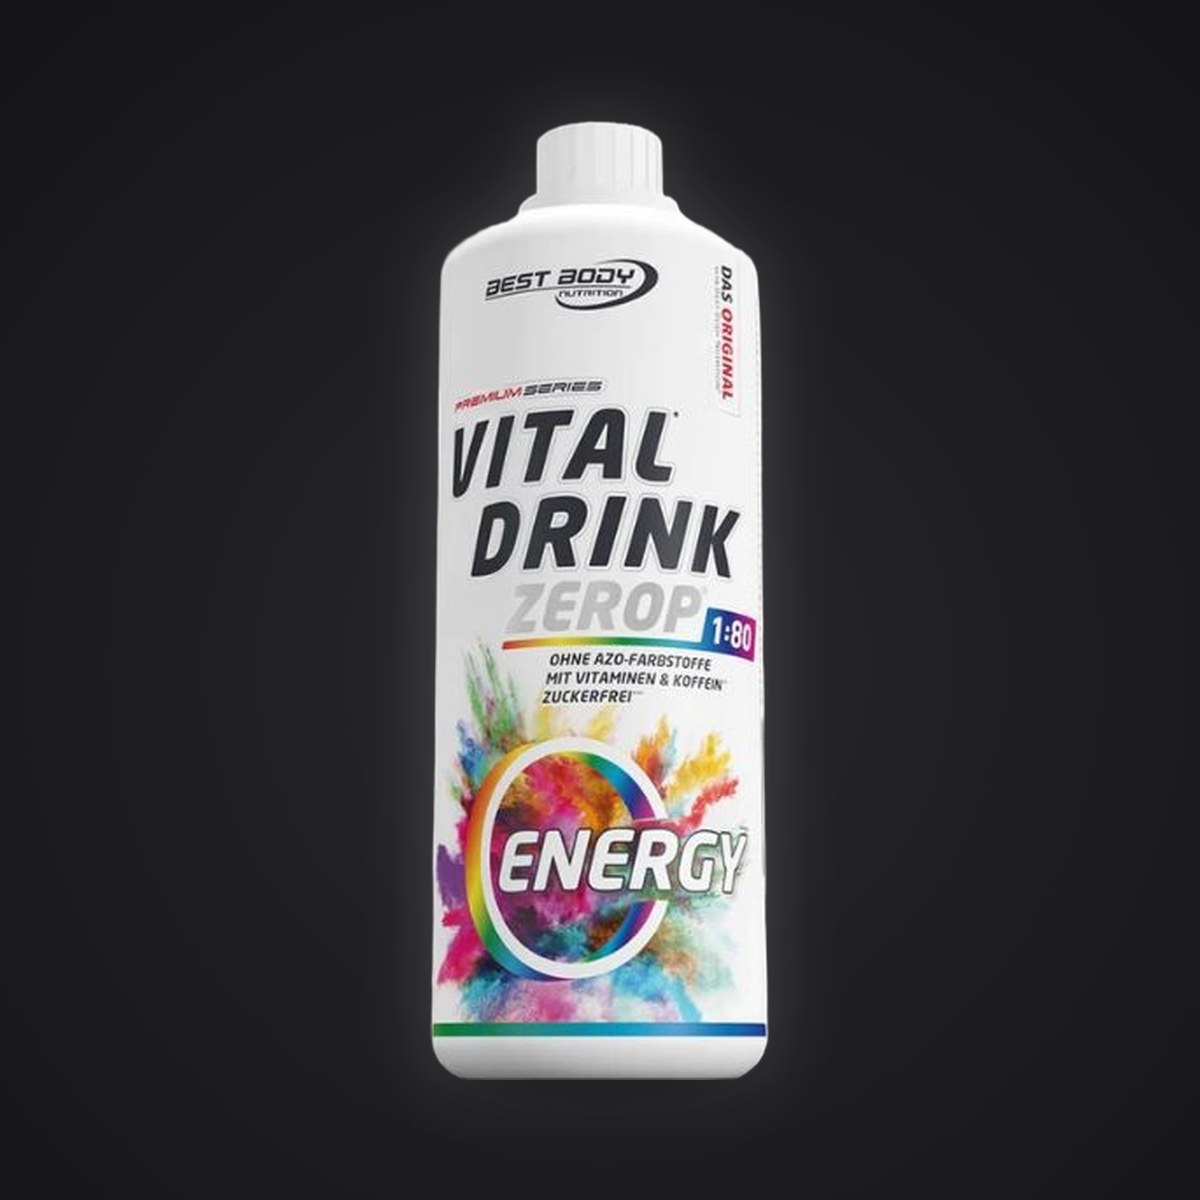 BEST BODY
NUTRITION
DAS ORIGINAL
PREMIUM SERIES
VITAL
DRINK
ZEROP®
1:80
OHNE AZO-FARBSTOFFE
MIT VITAMINEN & KOFFEIN
ZUCKERFREI
ENERGY